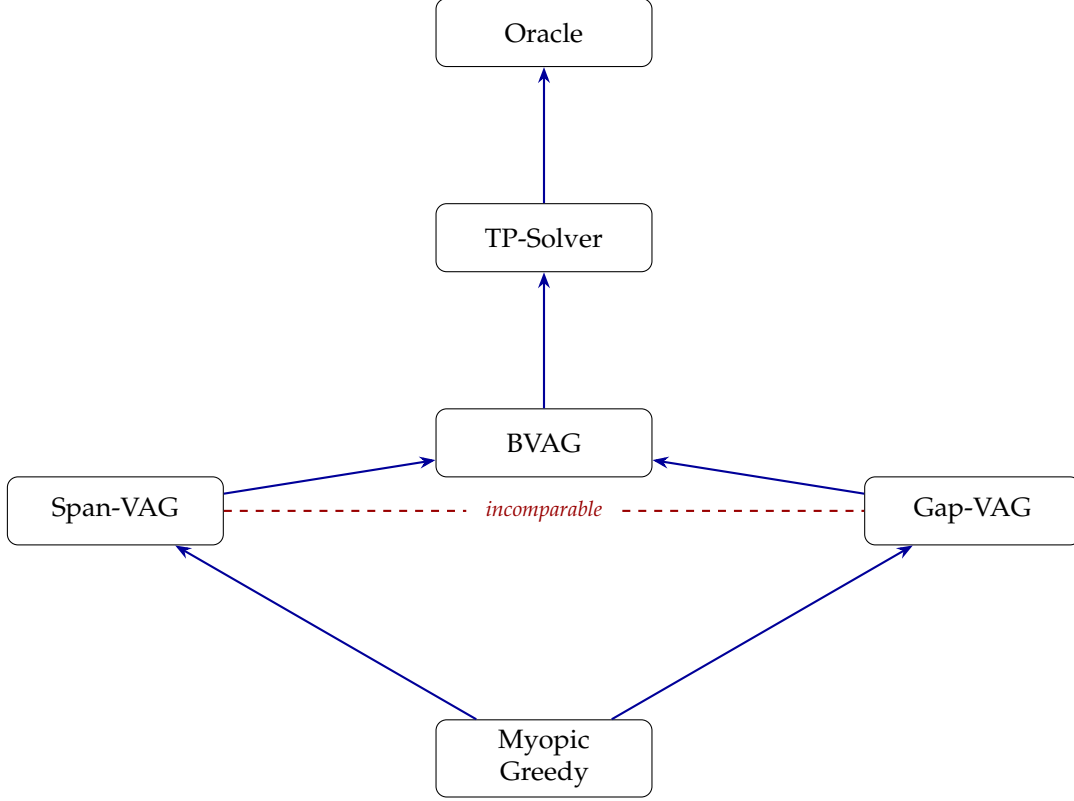 Oracle
TP-Solver
BVAG
Span-VAG
incomparable
Gap-VAG
Myopic
Greedy